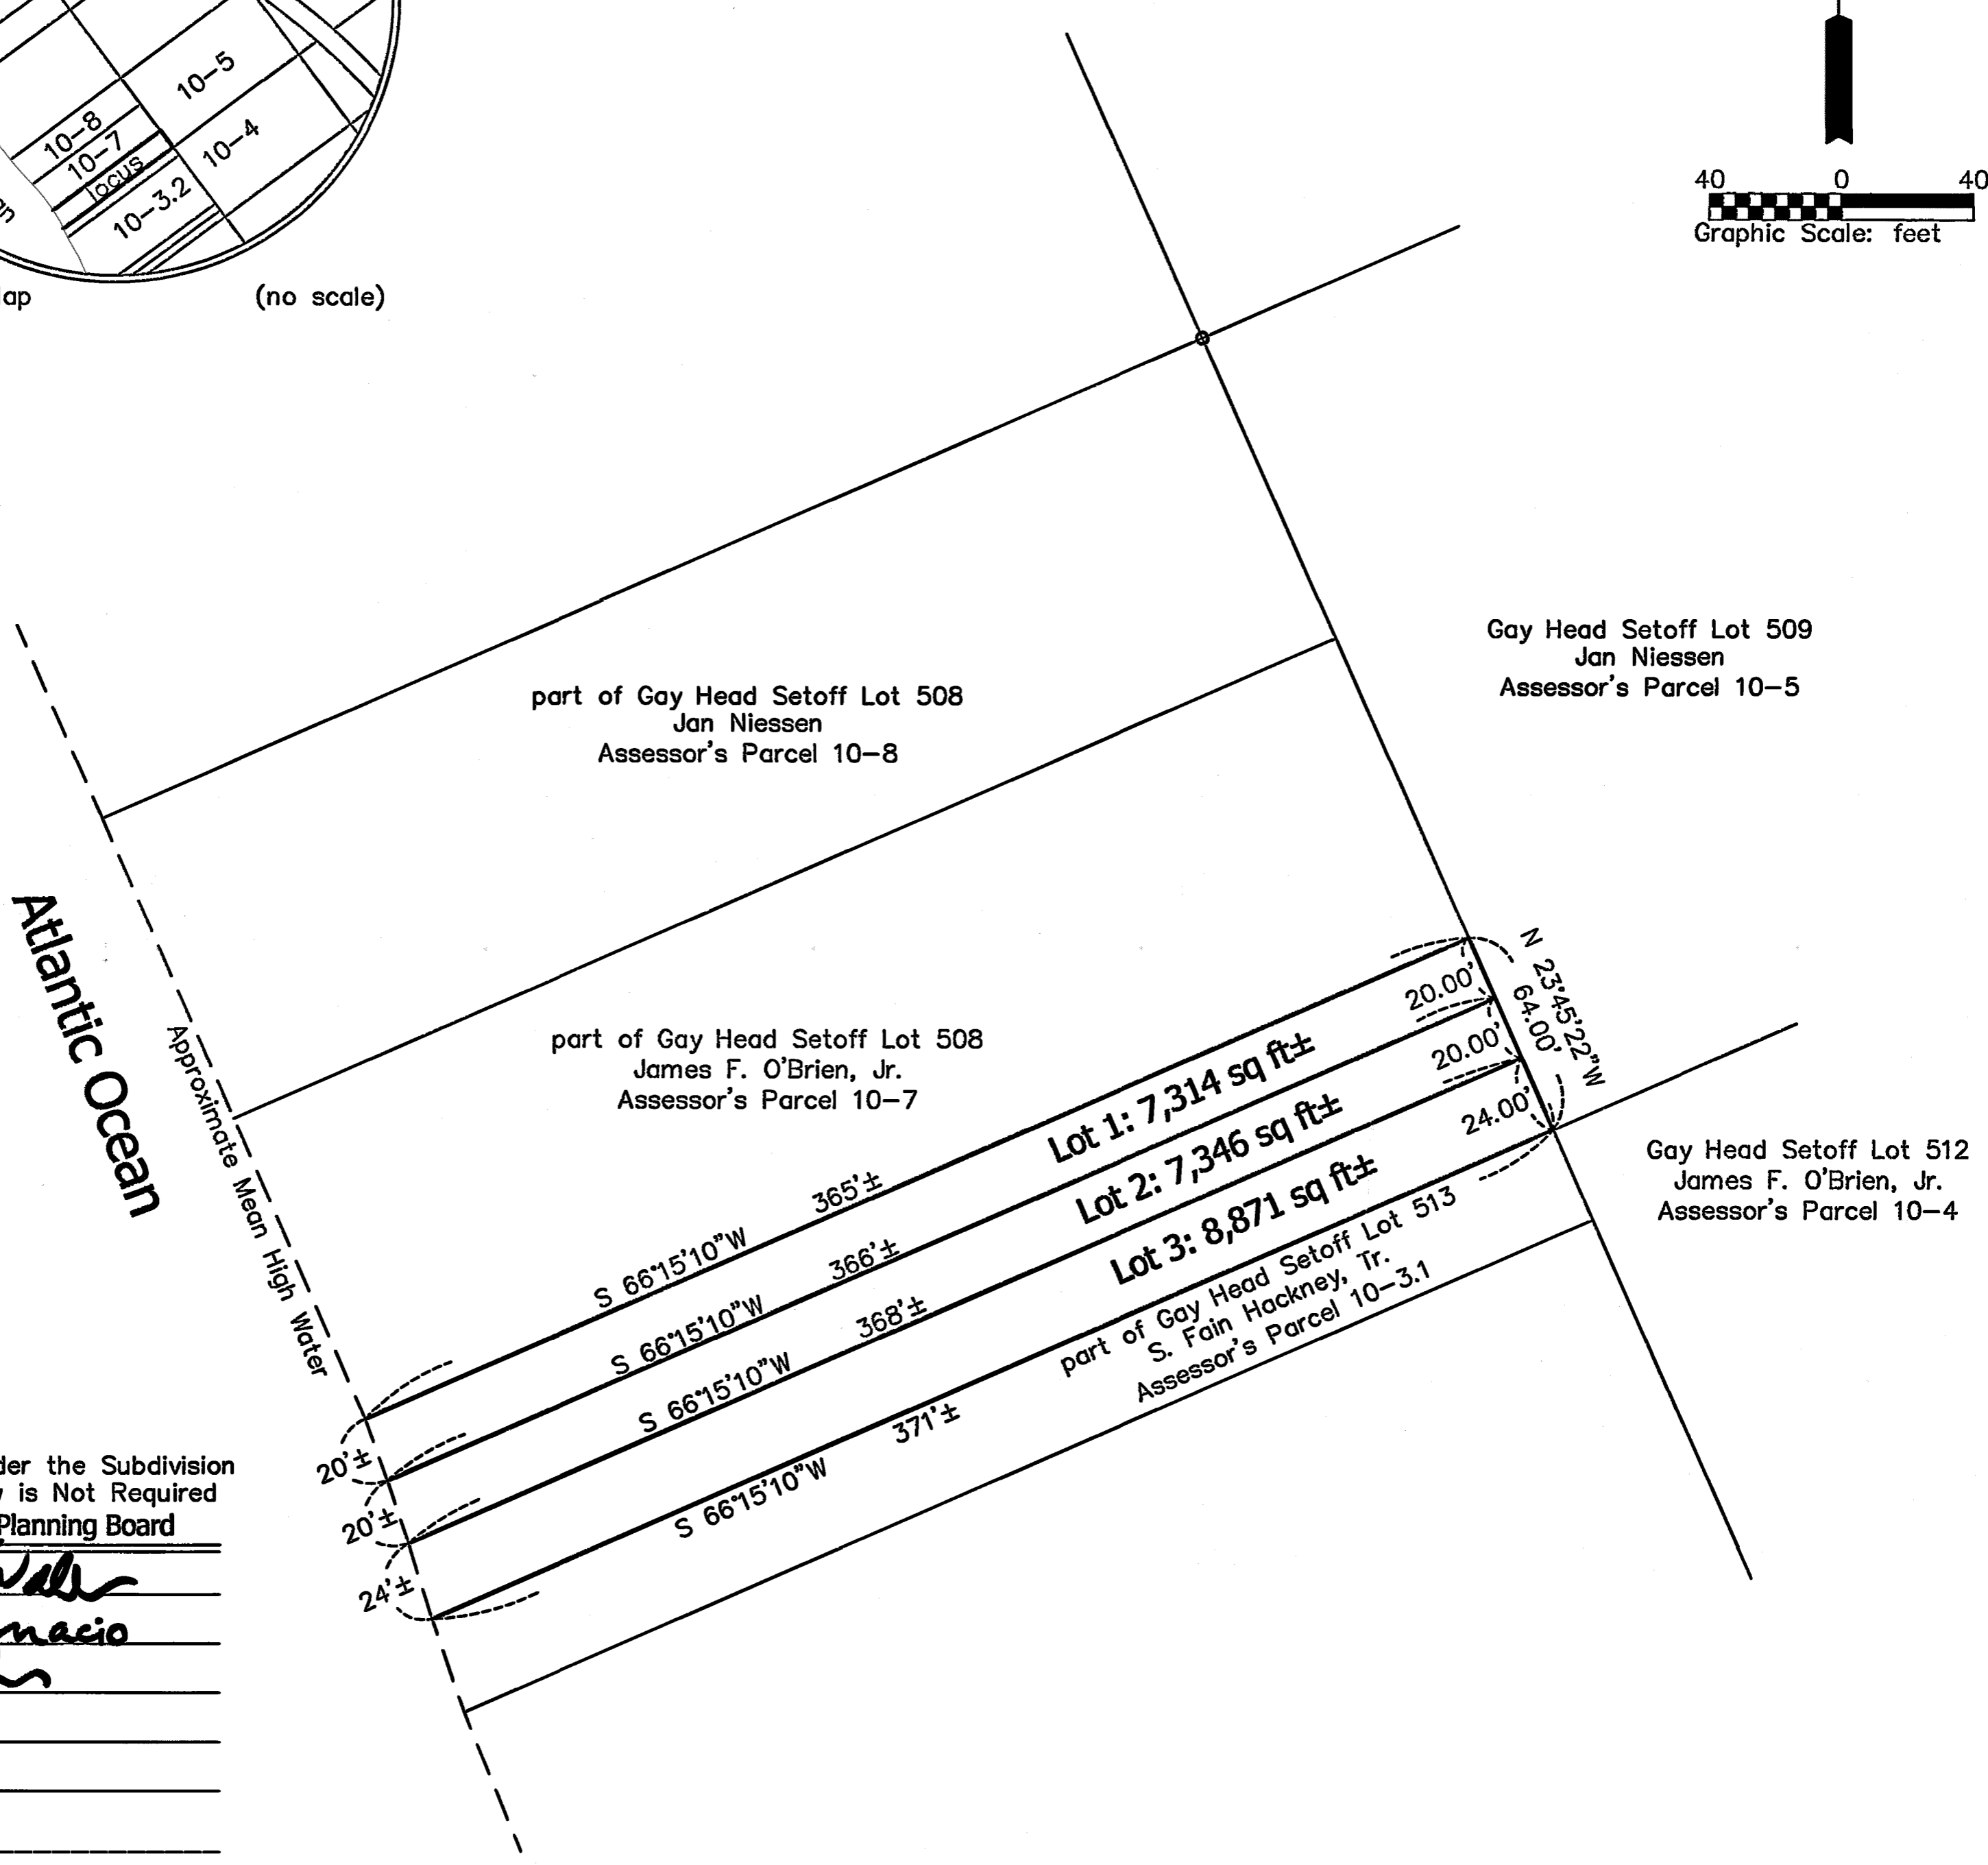 10–5
10–8
10–7
locus
10–4
10–3.2
(no scale)
40 0 40
Graphic Scale: feet
Gay Head Setoff Lot 509
Jan Niessen
Assessor's Parcel 10–5
part of Gay Head Setoff Lot 508
Jan Niessen
Assessor's Parcel 10–8
Atlantic Ocean
Approximate Mean High Water
part of Gay Head Setoff Lot 508
James F. O'Brien, Jr.
Assessor's Parcel 10–7
N 23°45'22"W
64.00'
20.00'
20.00'
24.00'
Lot 1: 7,314 sq ft±
Lot 2: 7,346 sq ft±
Lot 3: 8,871 sq ft±
Gay Head Setoff Lot 512
James F. O'Brien, Jr.
Assessor's Parcel 10–4
S 66°15'10"W 365'±
S 66°15'10"W 366'±
S 66°15'10"W 368'±
S 66°15'10"W 371'±
part of Gay Head Setoff Lot 513
S. Fain Hackney, Tr.
Assessor's Parcel 10–3.1
20'±
20'±
24'±
the Subdivision
is Not Required
Planning Board